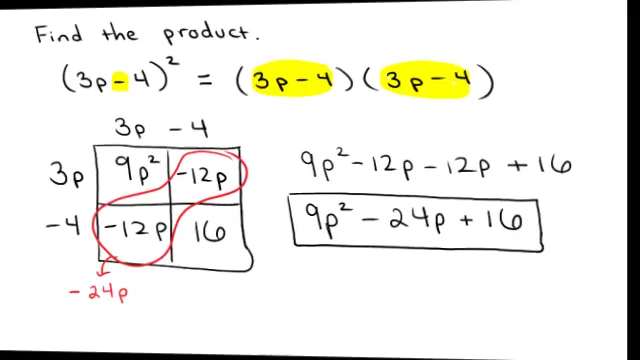 Find the product.
(3p - 4)² = (3p - 4)(3p - 4)
3p - 4
3p 9p² -12p
-4 -12p 16
-24p
9p² - 12p - 12p + 16
9p² - 24p + 16